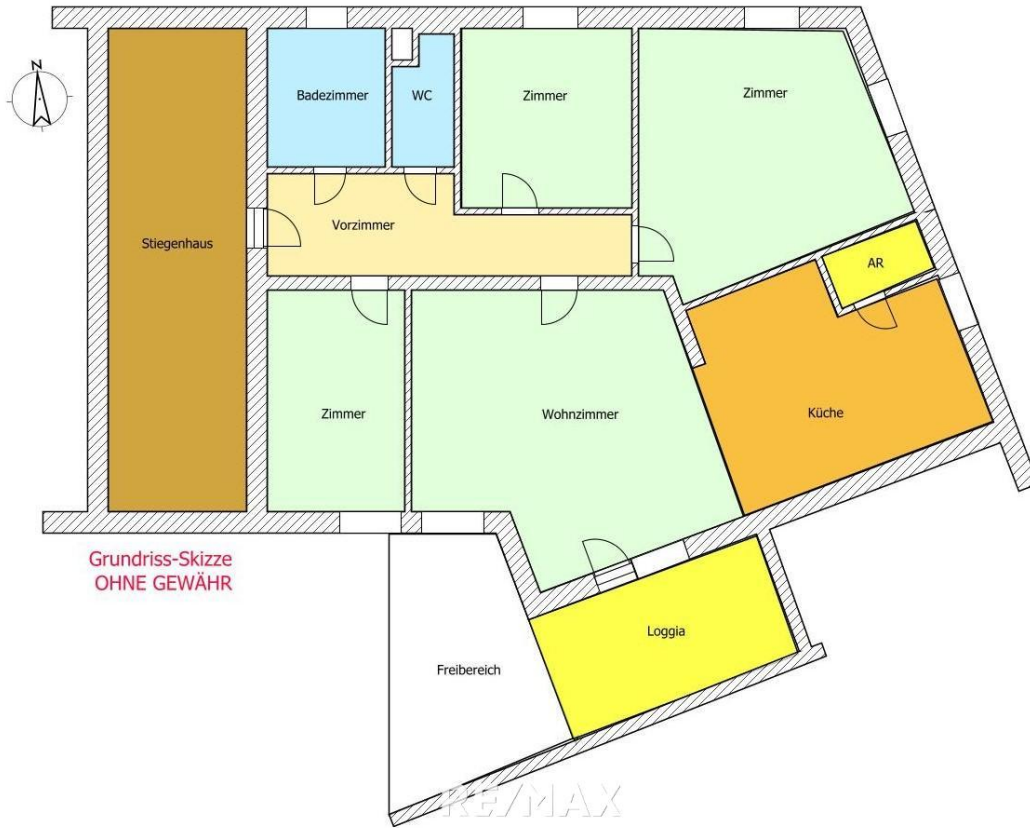 N
Badezimmer
WC
Zimmer
Zimmer
Stiegenhaus
Vorzimmer
AR
Zimmer
Wohnzimmer
Küche
Grundriss-Skizze
OHNE GEWÄHR
Loggia
Freibereich
RE/MAX